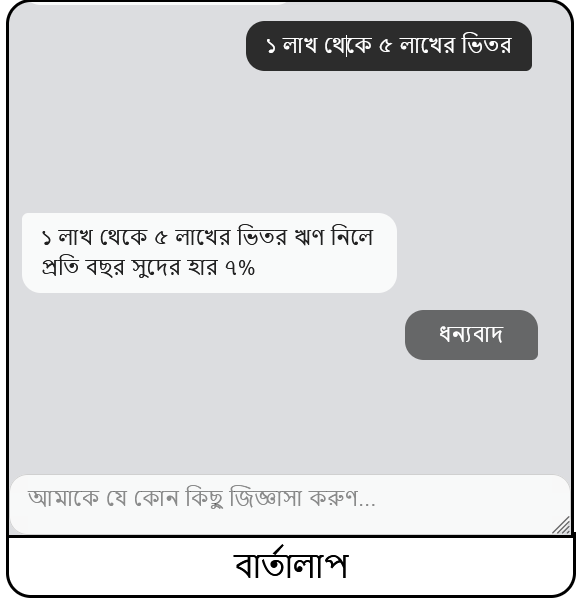 ১ লাখ থেকে ৫ লাখের ভিতর
১ লাখ থেকে ৫ লাখের ভিতর ঋণ নিলে
প্রতি বছর সুদের হার ৭%
ধন্যবাদ
আমাকে যে কোন কিছু জিজ্ঞাসা করুণ...
বার্তালাপ